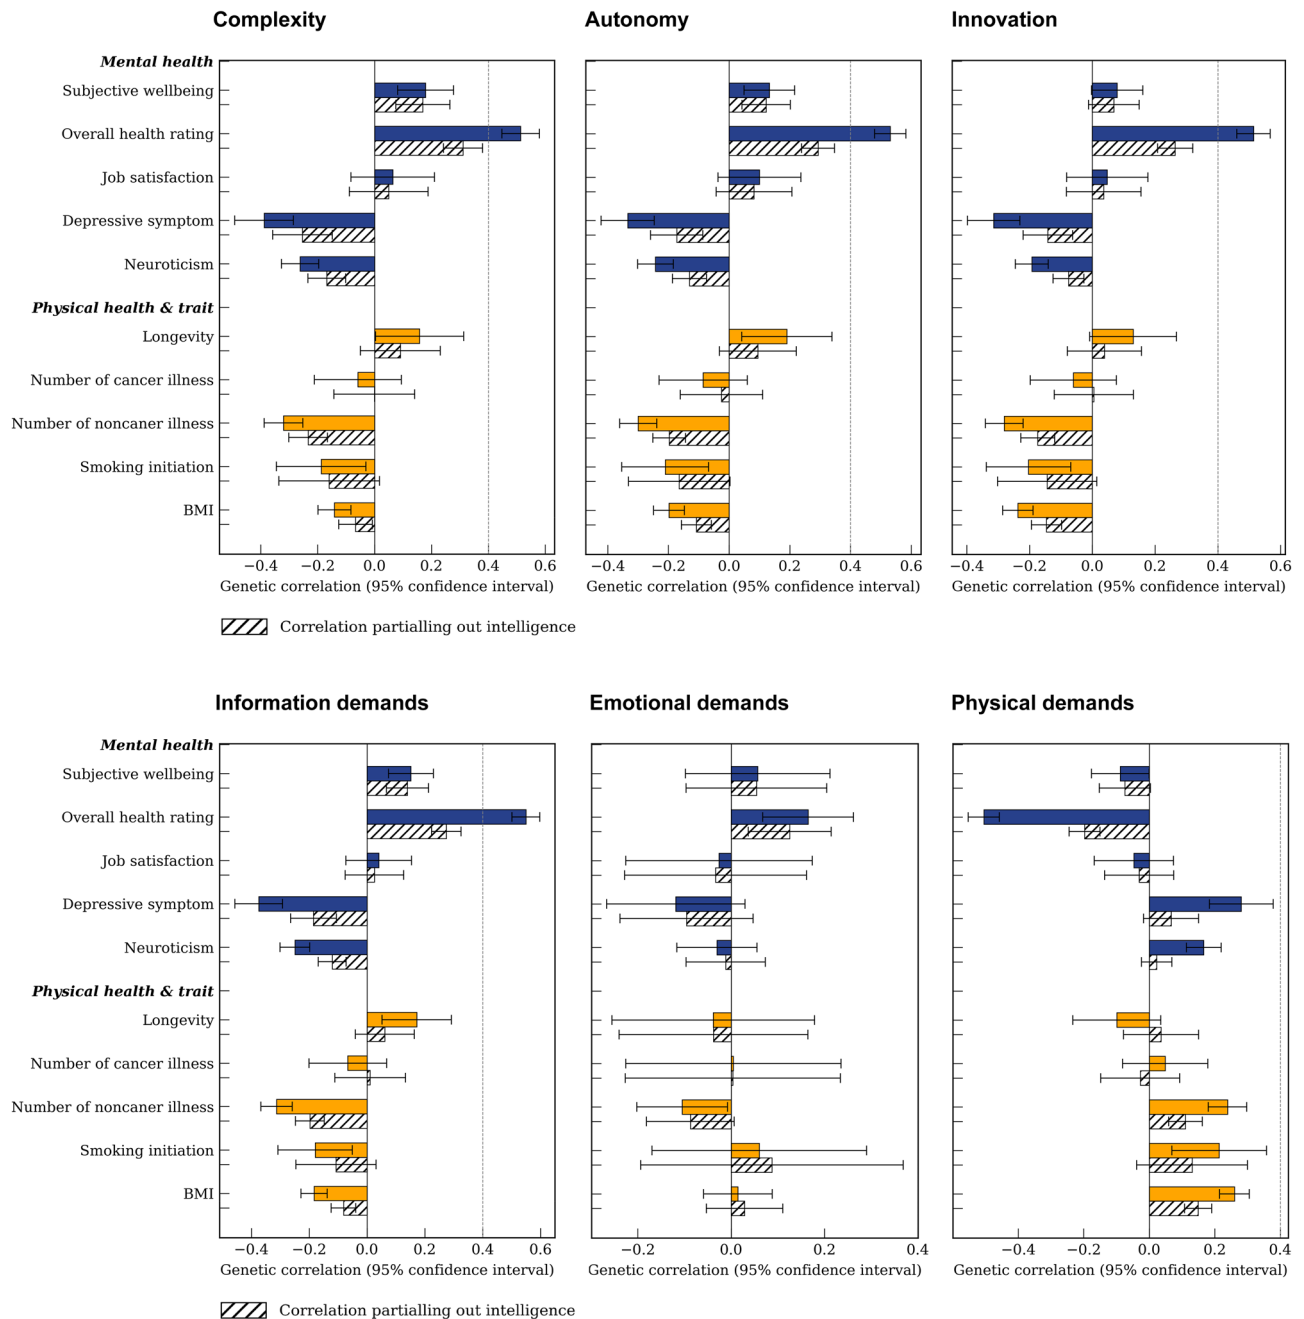 Complexity
Autonomy
Innovation
Mental health
Subjective wellbeing
Overall health rating
Job satisfaction
Depressive symptom
Neuroticism
Physical health & trait
Longevity
Number of cancer illness
Number of noncaner illness
Smoking initiation
BMI
−0.4 −0.2 0.0 0.2 0.4 0.6
−0.4 −0.2 0.0 0.2 0.4 0.6
−0.4 −0.2 0.0 0.2 0.4 0.6
Genetic correlation (95% confidence interval)
Genetic correlation (95% confidence interval)
Genetic correlation (95% confidence interval)
Correlation partialling out intelligence
Information demands
Emotional demands
Physical demands
Mental health
Subjective wellbeing
Overall health rating
Job satisfaction
Depressive symptom
Neuroticism
Physical health & trait
Longevity
Number of cancer illness
Number of noncaner illness
Smoking initiation
BMI
−0.4 −0.2 0.0 0.2 0.4 0.6
−0.2 0.0 0.2 0.4
−0.4 −0.2 0.0 0.2 0.4
Genetic correlation (95% confidence interval)
Genetic correlation (95% confidence interval)
Genetic correlation (95% confidence interval)
Correlation partialling out intelligence